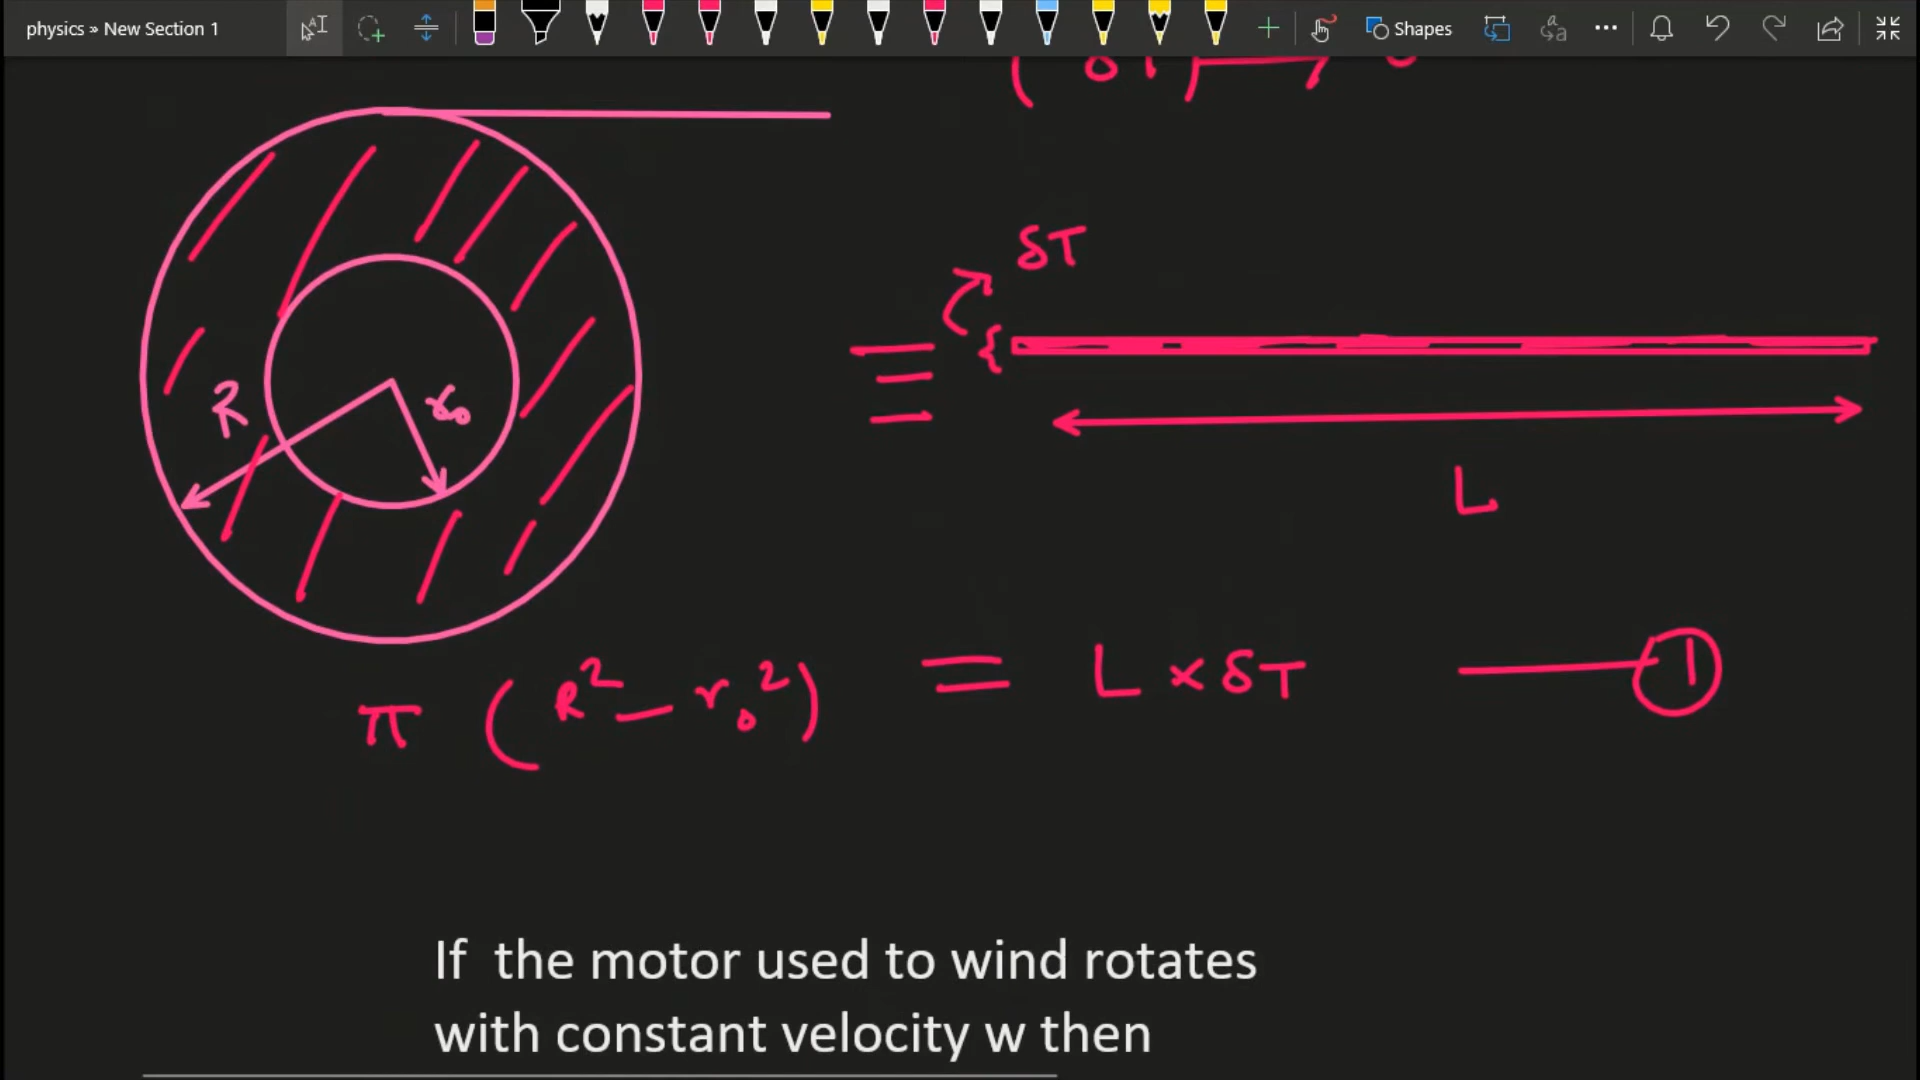 physics » New Section 1
Shapes
δT
R
r₀
L
π (R² - r₀²) = L × δT —— ①
If the motor used to wind rotates
with constant velocity w then